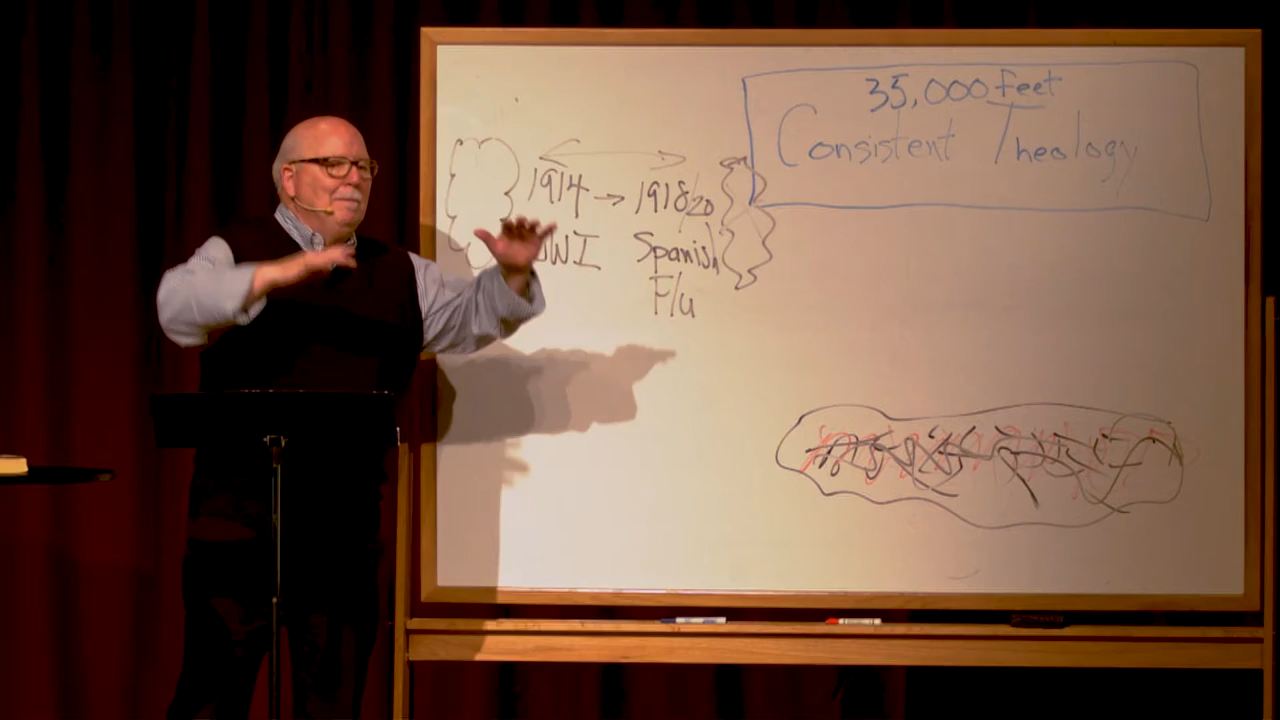 35,000 feet
Consistent Theology
1914 → 1918/20
WWI Spanish
Flu